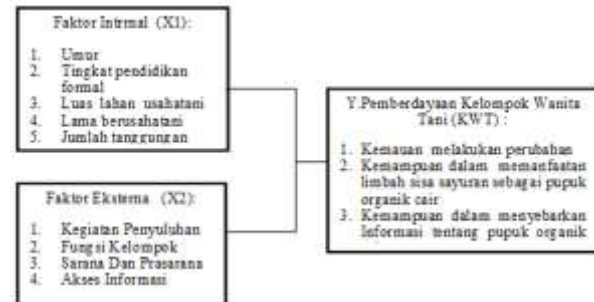 Faktor Internal (X1):
1. Umur
2. Tingkat pendidikan
formal
3. Luas lahan usahatani
4. Lama berusahatani
5. Jumlah tanggungan
Faktor Eksterna (X2):
1. Kegiatan Penyuluhan
2. Fungsi Kelompok
3. Sarana Dan Prasarana
4. Akses Informasi
Y.Pemberdayaan Kelompok Wanita
Tani (KWT) :
1. Kemauan melakukan perubahan
2. Kemampuan dalam memanfaatan
limbah sisa sayuran sebagai pupuk
organik cair
3. Kemampuan dalam menyebarkan
Informasi tentang pupuk organik